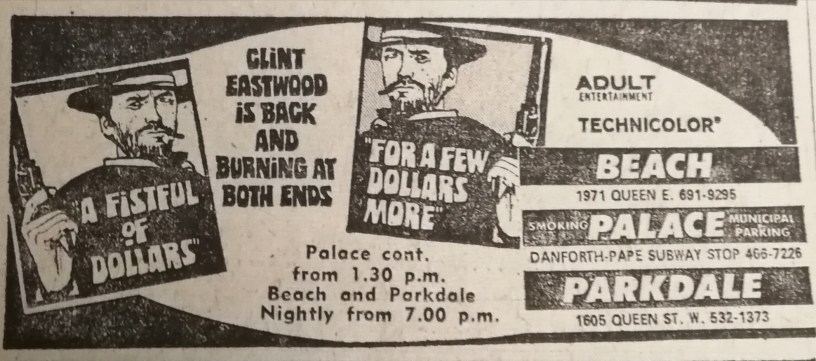 CLiNT
EASTWOOD
iS BACK
AND
BURNiNG AT
BOTH ENDS
"A FiSTFUL
OF
DOLLARS"
"FOR A FEW
DOLLARS
MORE"
Palace cont.
from 1.30 p.m.
Beach and Parkdale
Nightly from 7.00 p.m.
ADULT
ENTERTAINMENT
TECHNICOLOR®
BEACH
1971 QUEEN E. 691-9295
SMOKING PALACE MUNICIPAL PARKING
DANFORTH-PAPE SUBWAY STOP 466-7226
PARKDALE
1605 QUEEN ST. W. 532-1373